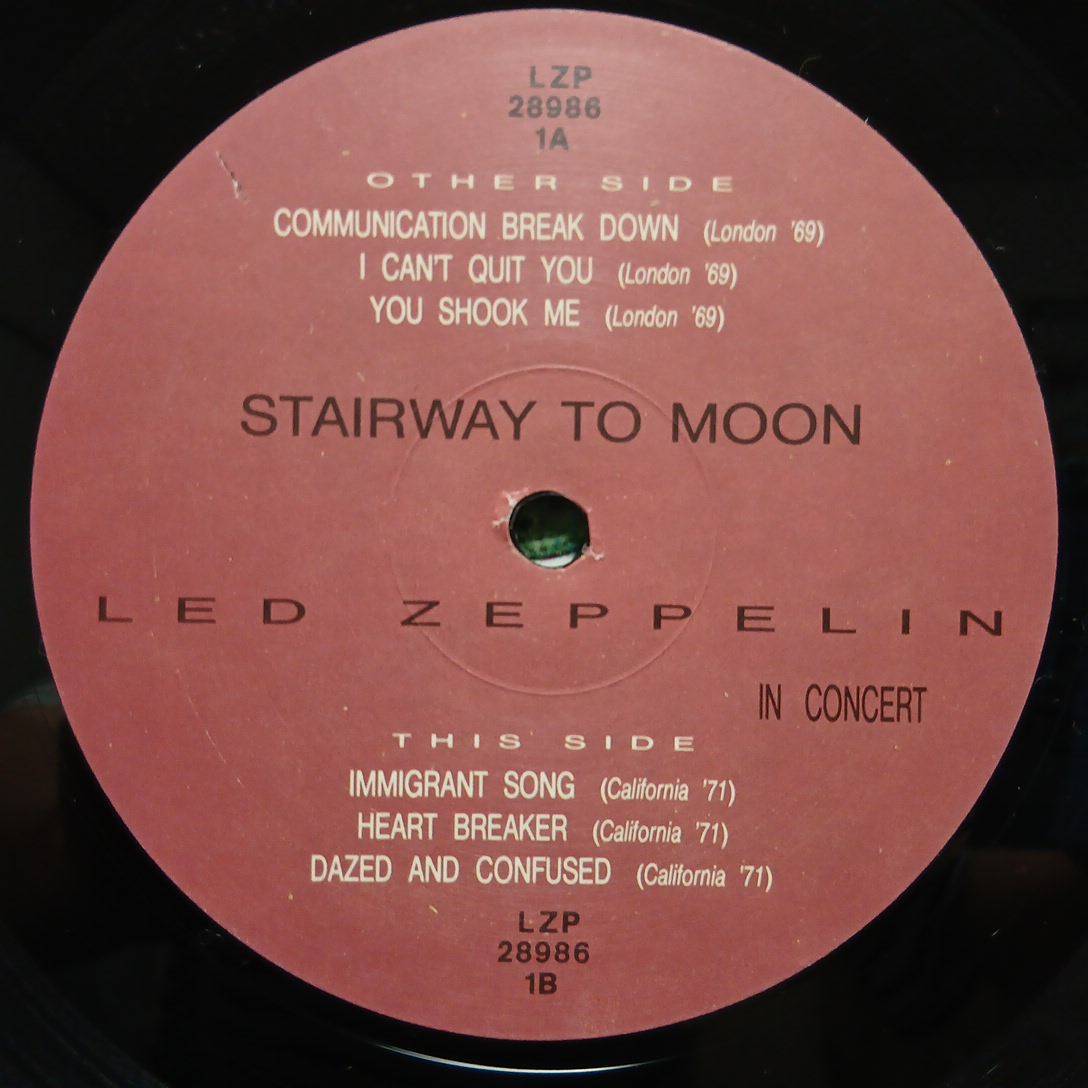 LZP
28986
1A
OTHER SIDE
COMMUNICATION BREAK DOWN (London '69)
I CAN'T QUIT YOU (London '69)
YOU SHOOK ME (London '69)
STAIRWAY TO MOON
LED ZEPPELIN
IN CONCERT
THIS SIDE
IMMIGRANT SONG (California '71)
HEART BREAKER (California '71)
DAZED AND CONFUSED (California '71)
LZP
28986
1B